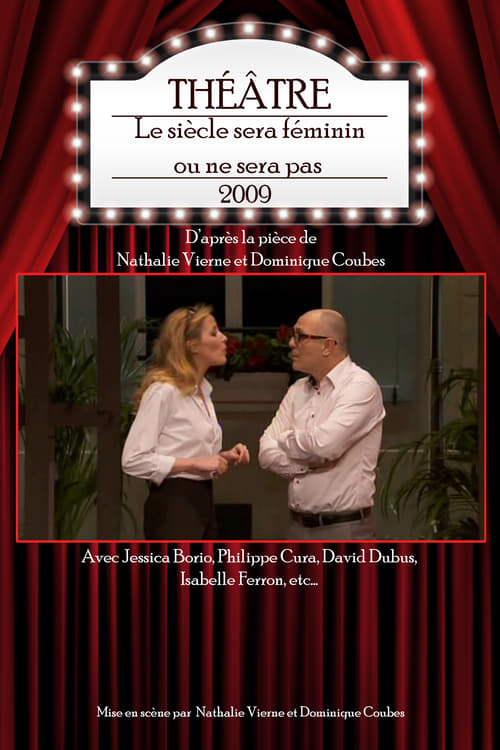 THÉÂTRE
Le siècle sera féminin
ou ne sera pas
2009
D'après la pièce de
Nathalie Vierne et Dominique Coubes
Avec Jessica Borio, Philippe Cura, David Dubus,
Isabelle Ferron, etc...
Mise en scène par Nathalie Vierne et Dominique Coubes